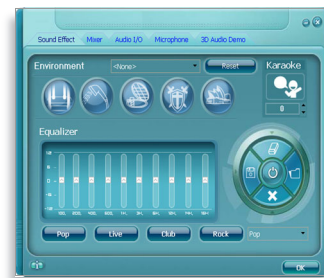 Sound Effect Mixer Audio I/O Microphone 3D Audio Demo
Environment <None> Reset Karaoke
0
Equalizer
Pop Live Club Rock Pop
OK